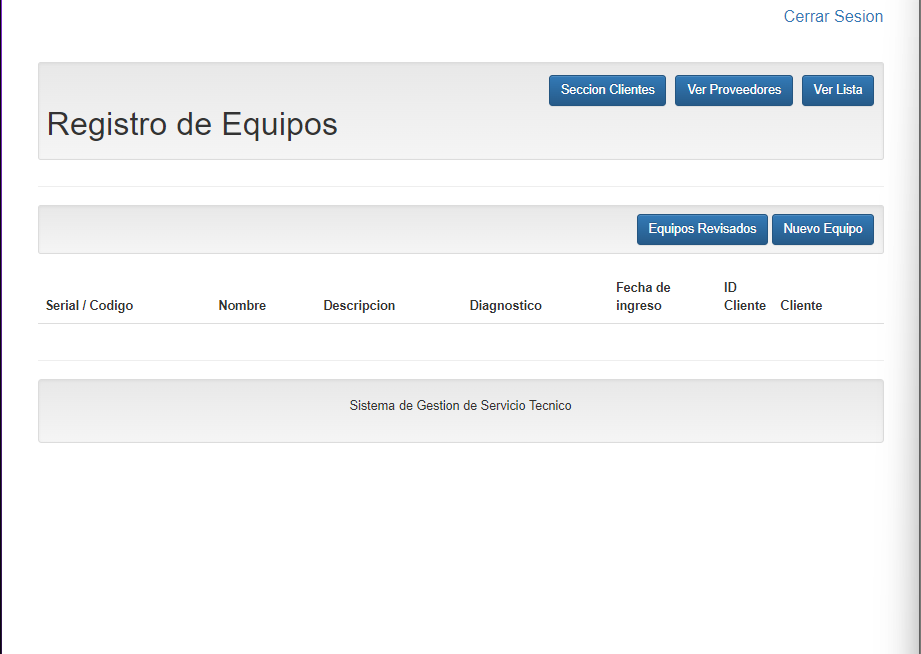 Cerrar Sesion
Seccion Clientes Ver Proveedores Ver Lista
Registro de Equipos
Equipos Revisados Nuevo Equipo
Serial / Codigo Nombre Descripcion Diagnostico Fecha de ingreso ID Cliente Cliente
Sistema de Gestion de Servicio Tecnico